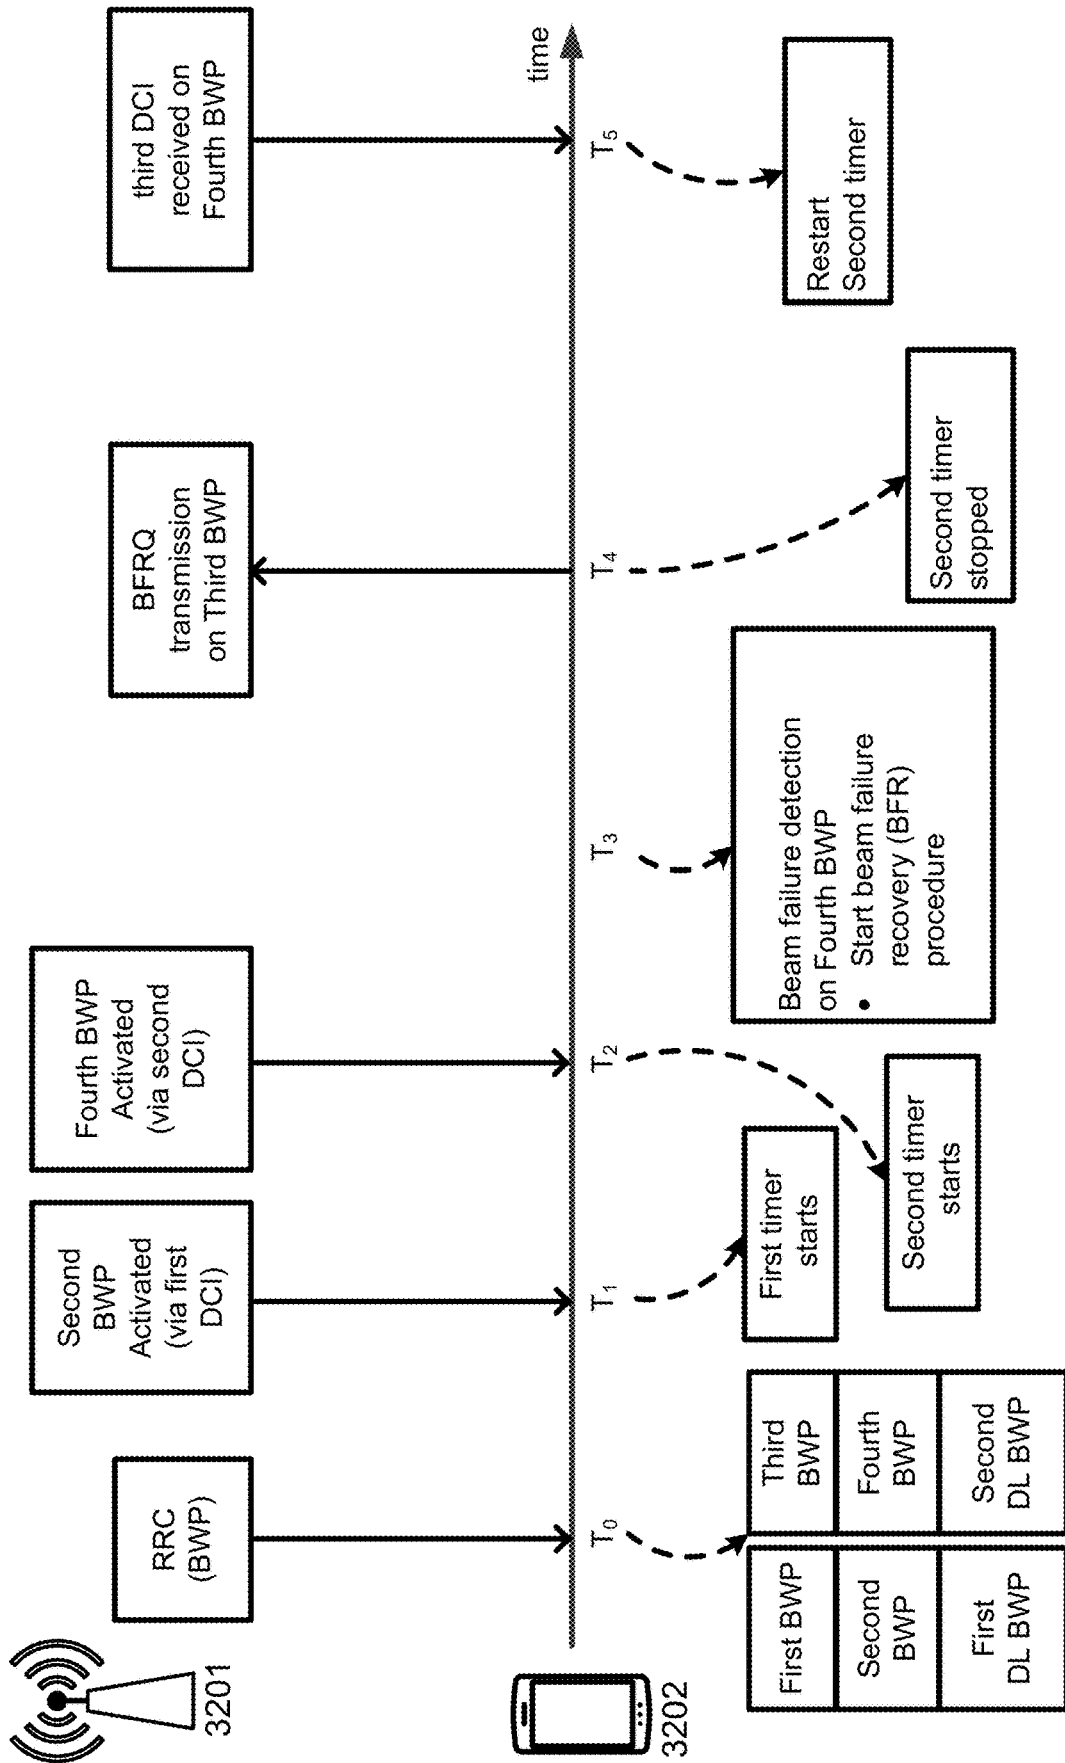 3201
RRC
(BWP)
Second
BWP
Activated
(via first
DCI)
Fourth BWP
Activated
(via second
DCI)
BFRQ
transmission
on Third BWP
third DCI
received on
Fourth BWP
time
3202
T0
T1
T2
T3
T4
T5
First BWP
Third
BWP
Second
BWP
Fourth
BWP
First
DL BWP
Second
DL BWP
First timer
starts
Second timer
starts
Beam failure detection
on Fourth BWP
• Start beam failure
recovery (BFR)
procedure
Second timer
stopped
Restart
Second timer